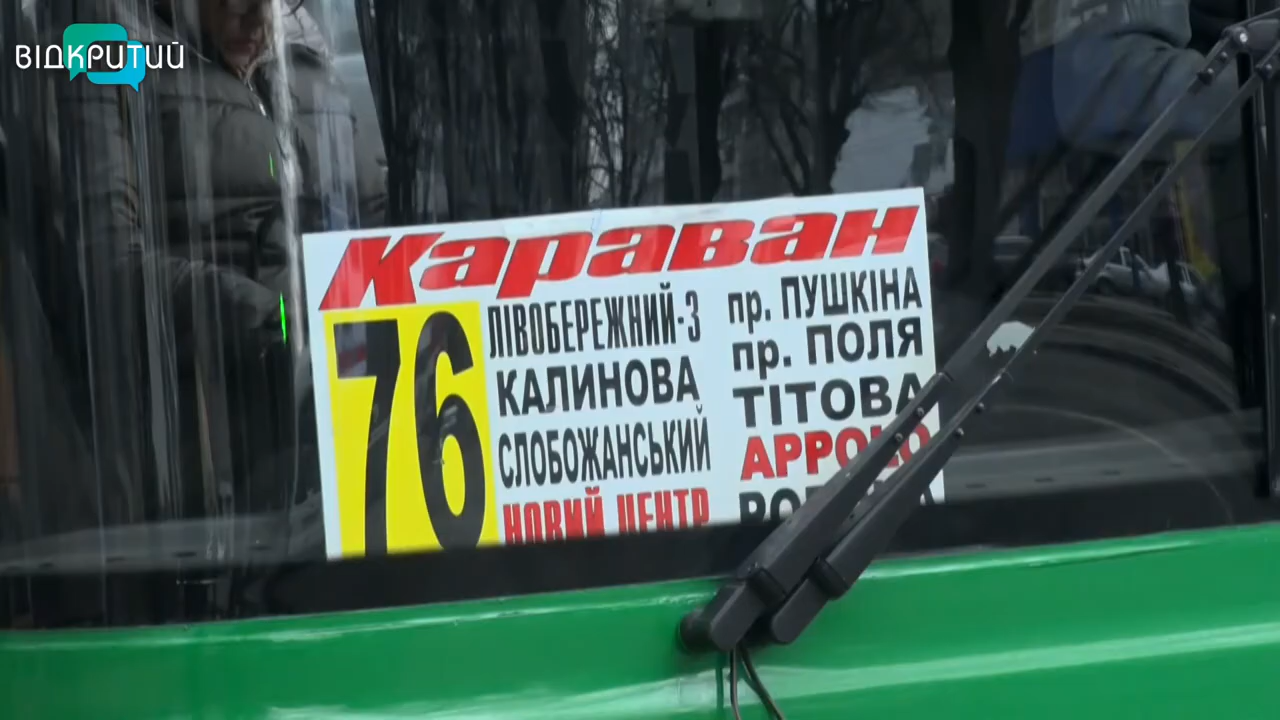 ВІДКРИТИЙ
Караван
76
ЛІВОБЕРЕЖНИЙ-3
КАЛИНОВА
СЛОБОЖАНСЬКИЙ
НОВИЙ ЦЕНТР
пр. ПУШКІНА
пр. ПОЛЯ
ТІТОВА